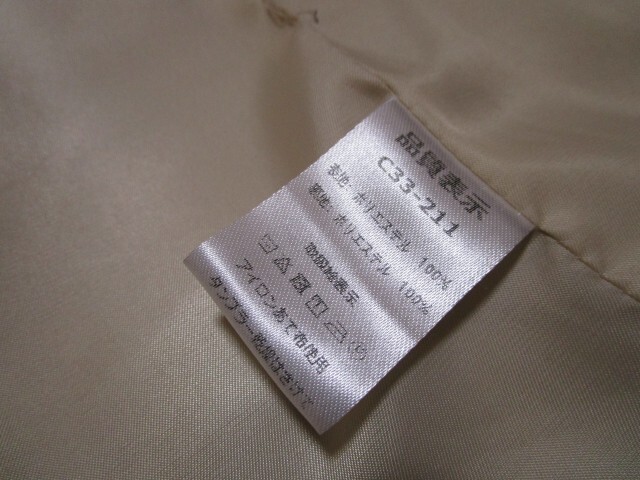 品質表示
C33-211
表地:ポリエステル 100%
裏地:ポリエステル 100%
取扱絵表示
アイロンあて布使用
タンブラー乾燥はさけて